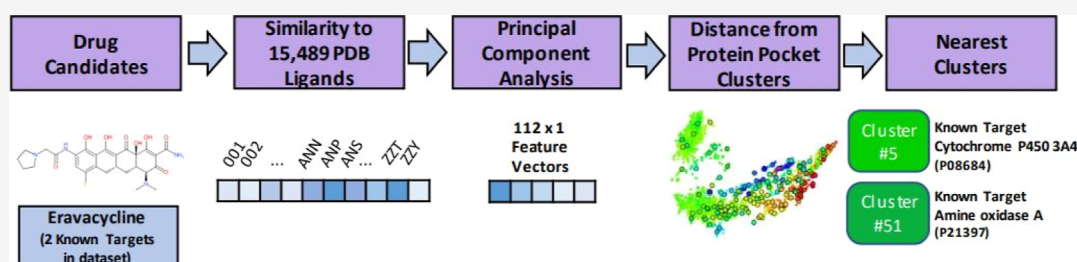 Drug
Candidates
Similarity to
15,489 PDB
Ligands
Principal
Component
Analysis
Distance from
Protein Pocket
Clusters
Nearest
Clusters
001
002
...
ANN
ANP
ANS
....
ZZT
ZZY
112 x 1
Feature
Vectors
Cluster
#5
Known Target
Cytochrome P450 3A4
(P08684)
Cluster
#51
Known Target
Amine oxidase A
(P21397)
Eravacycline
(2 Known Targets
in dataset)